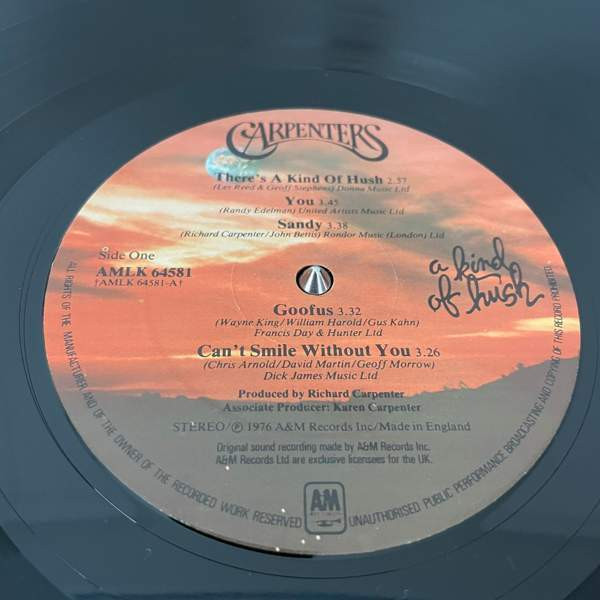 CARPENTERS
There's A Kind Of Hush 2.57
(Les Reed & Geoff Stephens) Donna Music Ltd
You 3.45
(Randy Edelman) United Artists Music Ltd
Sandy 3.38
(Richard Carpenter/John Bettis) Rondor Music (London) Ltd
Side One
AMLK 64581
†AMLK 64581-A†
a kind
of hush
Goofus 3.32
(Wayne King/William Harold/Gus Kahn)
Francis Day & Hunter Ltd
Can't Smile Without You 3.26
(Chris Arnold/David Martin/Geoff Morrow)
Dick James Music Ltd
Produced by Richard Carpenter
Associate Producer: Karen Carpenter
STEREO/℗ 1976 A&M Records Inc/Made in England
Original sound recording made by A&M Records Inc.
A&M Records Ltd are exclusive licensees for the UK.
A&M
ALL RIGHTS OF THE MANUFACTURER AND OF THE OWNER OF THE RECORDED WORK RESERVED
UNAUTHORISED PUBLIC PERFORMANCE BROADCASTING AND COPYING OF THIS RECORD PROHIBITED